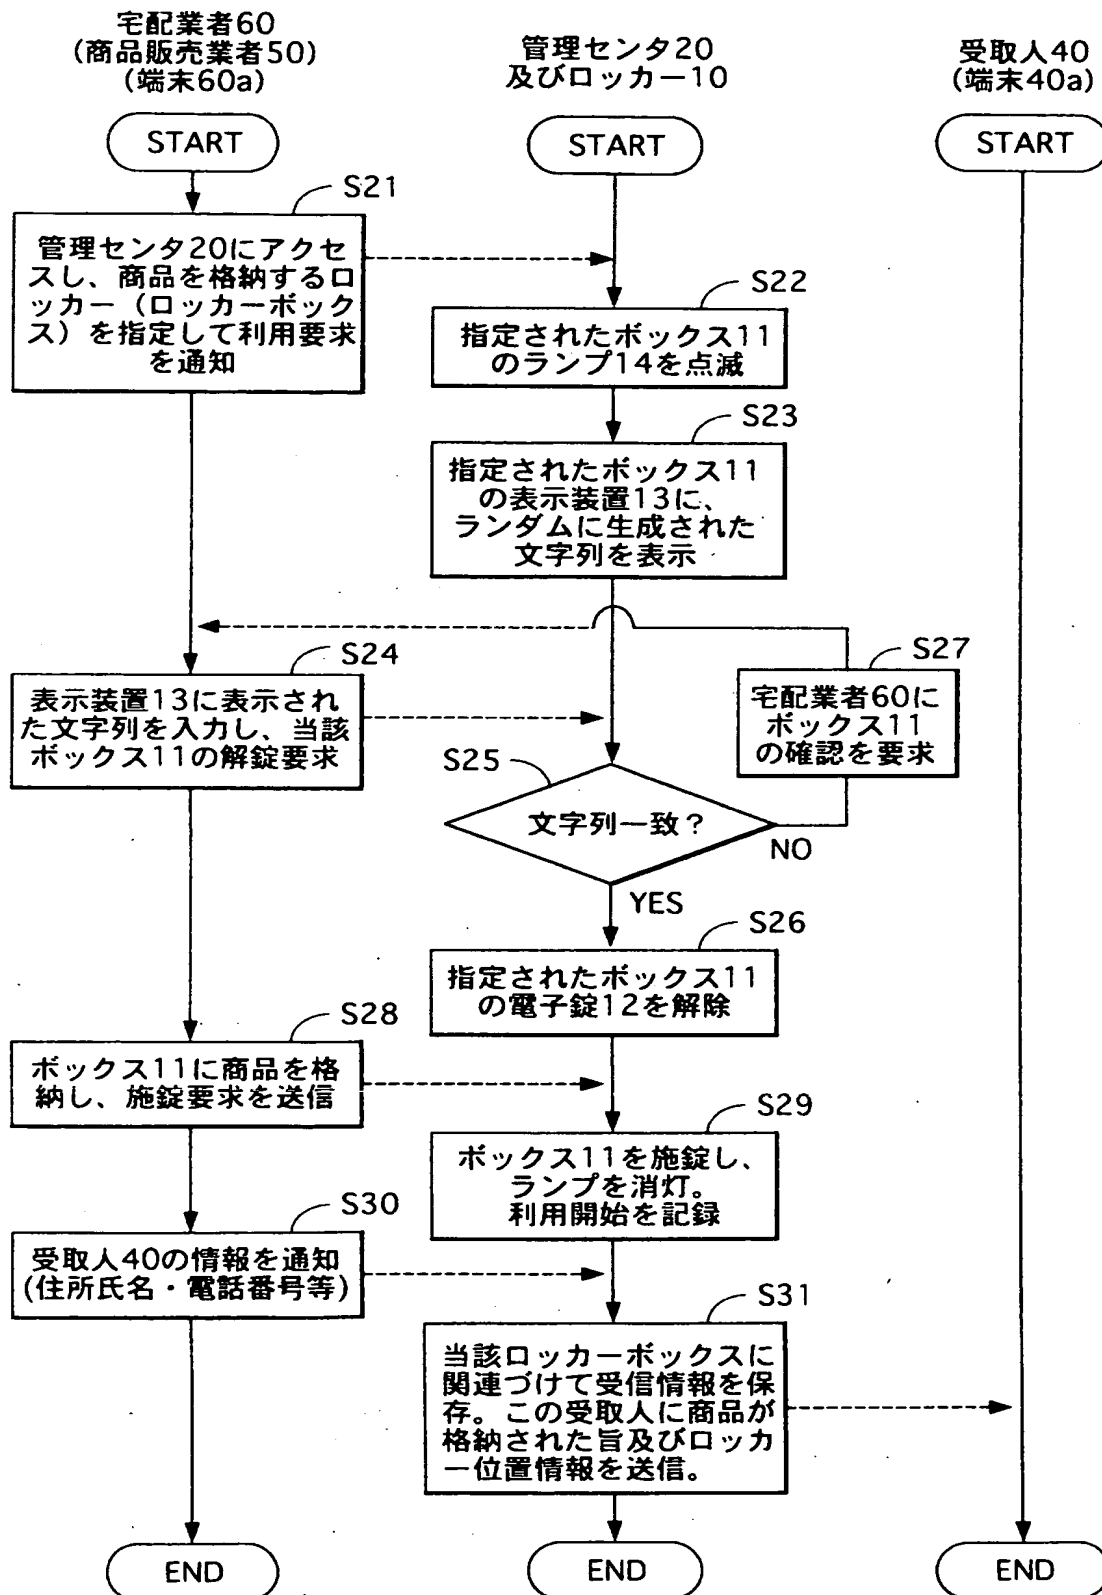 宅配業者60
(商品販売業者50)
(端末60a)
管理センタ20
及びロッカー10
受取人40
(端末40a)
START
START
START
S21
管理センタ20にアクセ
スし、商品を格納するロ
ッカー（ロッカーボック
ス）を指定して利用要求
を通知
S22
指定されたボックス11
のランプ14を点滅
S23
指定されたボックス11
の表示装置13に、
ランダムに生成された
文字列を表示
S24
表示装置13に表示され
た文字列を入力し、当該
ボックス11の解錠要求
S27
宅配業者60に
ボックス11
の確認を要求
S25
文字列一致？
NO
YES
S26
指定されたボックス11
の電子錠12を解除
S28
ボックス11に商品を格
納し、施錠要求を送信
S29
ボックス11を施錠し、
ランプを消灯。
利用開始を記録
S30
受取人40の情報を通知
(住所氏名・電話番号等)
S31
当該ロッカーボックスに
関連づけて受信情報を保
存。この受取人に商品が
格納された旨及びロッカ
ー位置情報を送信。
END
END
END